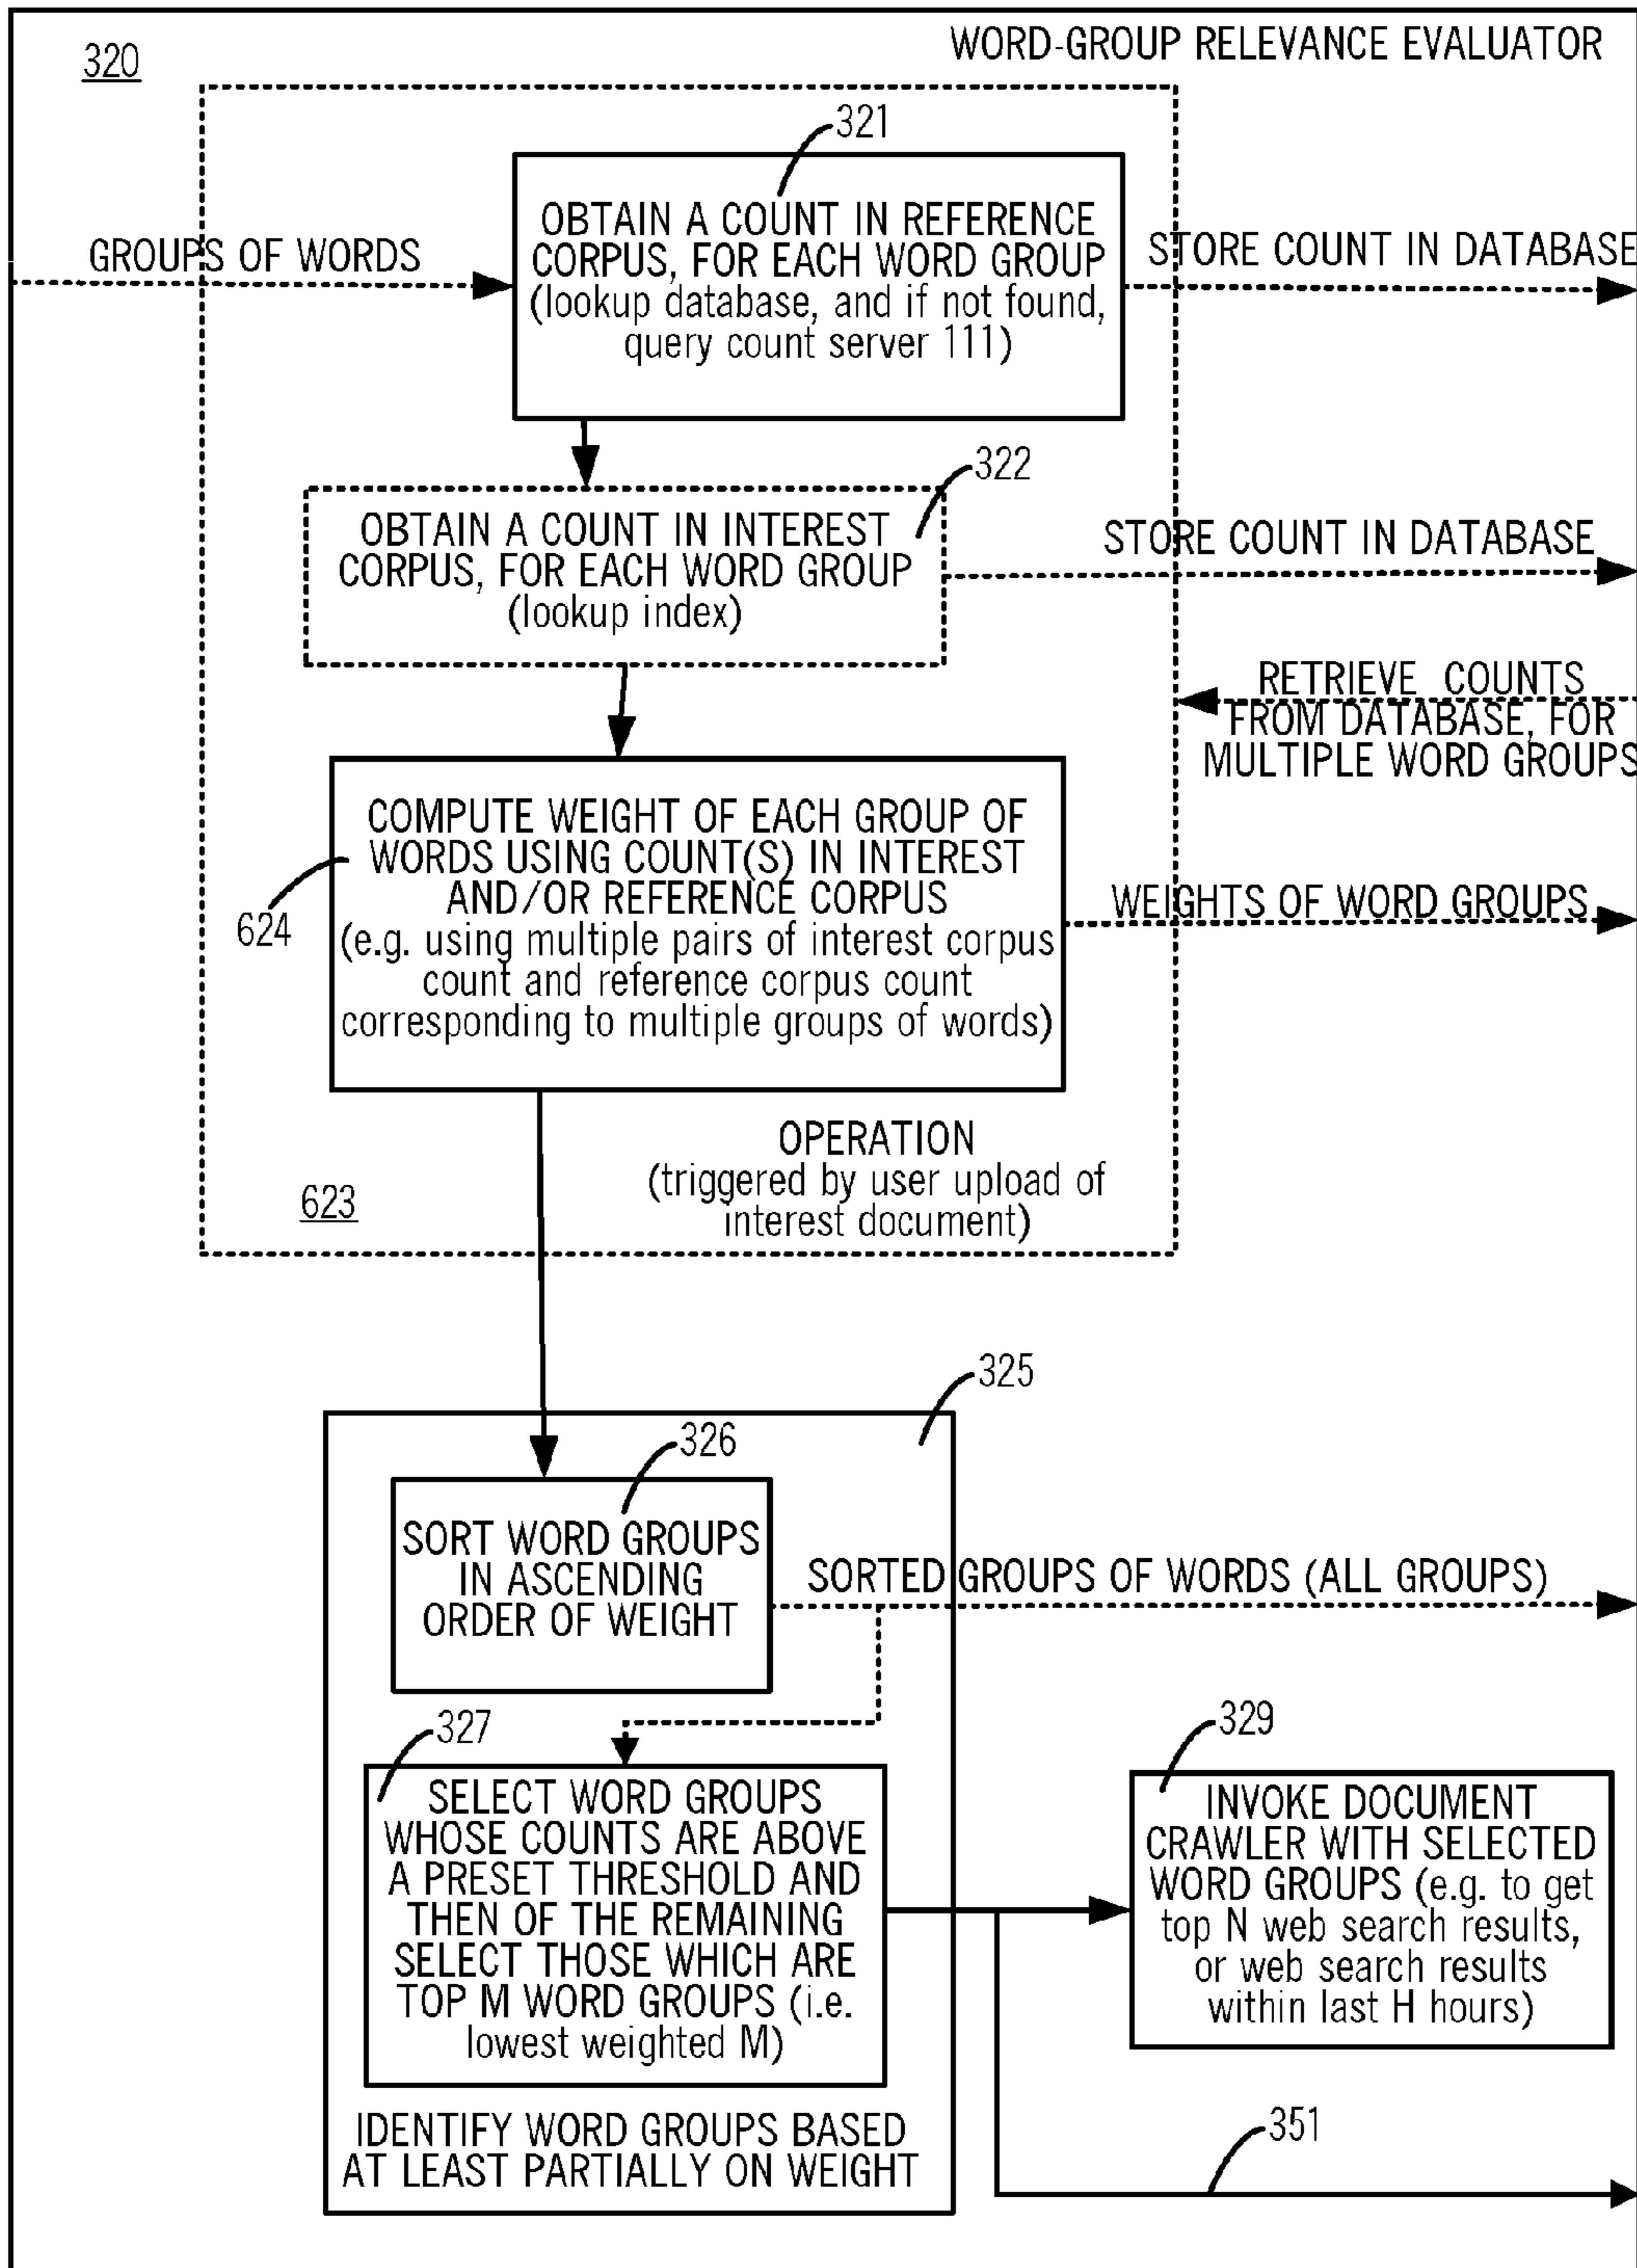 320
WORD-GROUP RELEVANCE EVALUATOR
321
OBTAIN A COUNT IN REFERENCE
CORPUS, FOR EACH WORD GROUP
(lookup database, and if not found,
query count server 111)
GROUPS OF WORDS
STORE COUNT IN DATABASE
322
OBTAIN A COUNT IN INTEREST
CORPUS, FOR EACH WORD GROUP
(lookup index)
STORE COUNT IN DATABASE
RETRIEVE COUNTS
FROM DATABASE, FOR
MULTIPLE WORD GROUPS
COMPUTE WEIGHT OF EACH GROUP OF
WORDS USING COUNT(S) IN INTEREST
AND/OR REFERENCE CORPUS
(e.g. using multiple pairs of interest corpus
count and reference corpus count
corresponding to multiple groups of words)
624
WEIGHTS OF WORD GROUPS
OPERATION
(triggered by user upload of
interest document)
623
325
326
SORT WORD GROUPS
IN ASCENDING
ORDER OF WEIGHT
SORTED GROUPS OF WORDS (ALL GROUPS)
327
SELECT WORD GROUPS
WHOSE COUNTS ARE ABOVE
A PRESET THRESHOLD AND
THEN OF THE REMAINING
SELECT THOSE WHICH ARE
TOP M WORD GROUPS (i.e.
lowest weighted M)
329
INVOKE DOCUMENT
CRAWLER WITH SELECTED
WORD GROUPS (e.g. to get
top N web search results,
or web search results
within last H hours)
IDENTIFY WORD GROUPS BASED
AT LEAST PARTIALLY ON WEIGHT
351